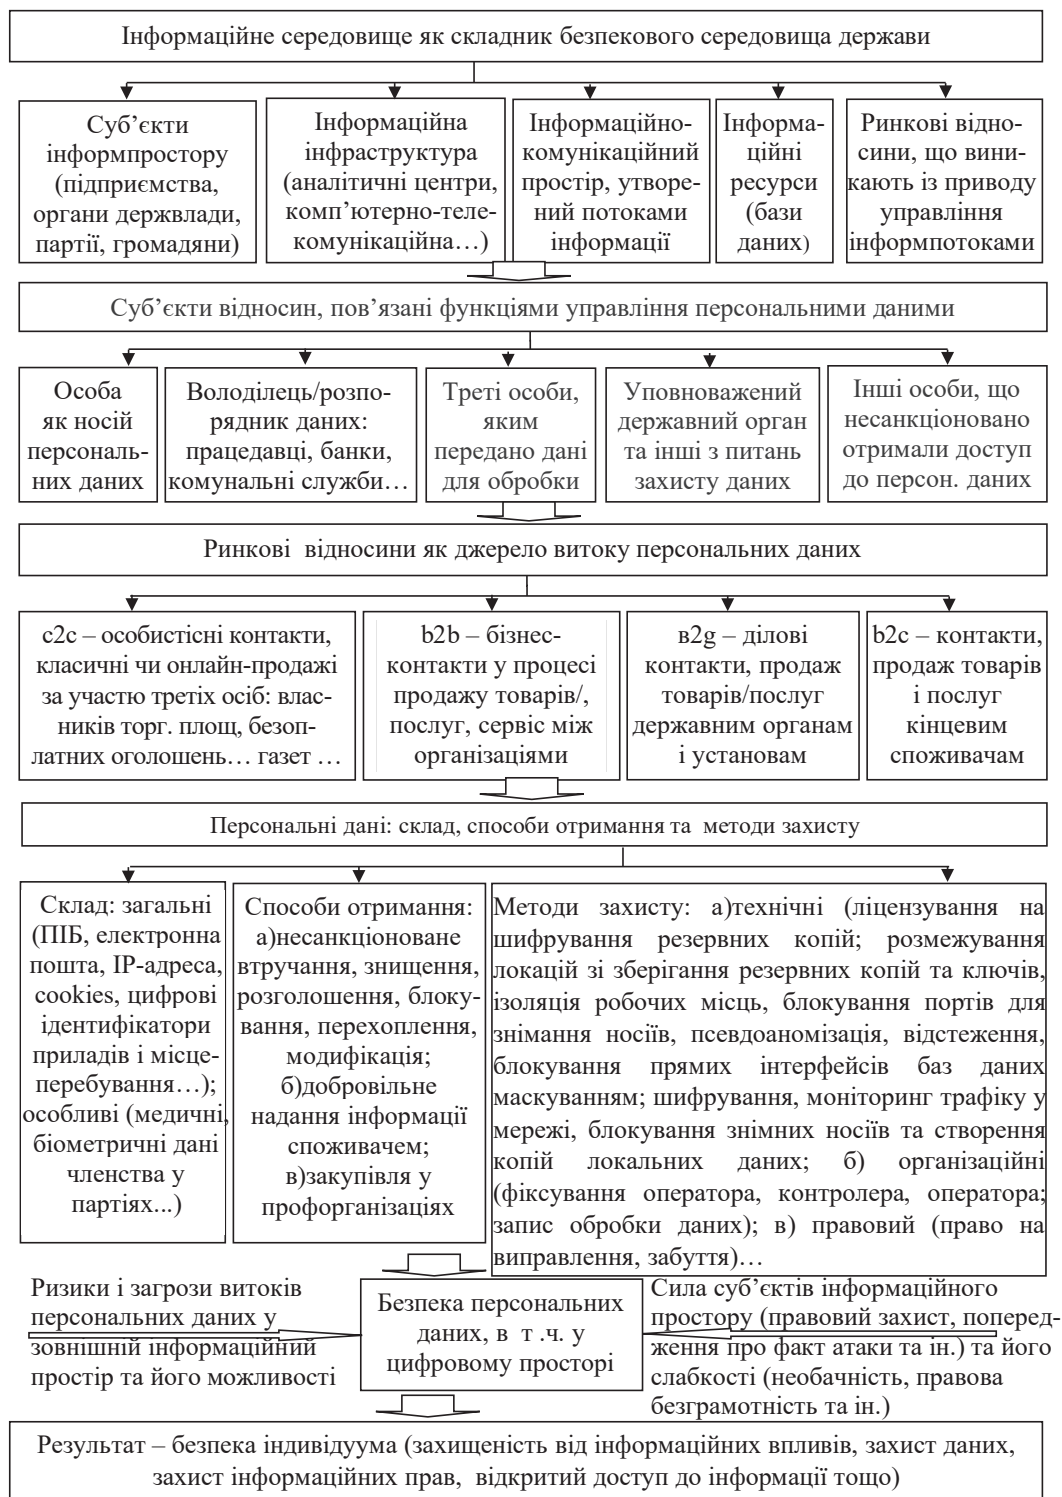 Інформаційне середовище як складник безпекового середовища держави
Суб’єкти
інформпростору
(підприємства,
органи держвлади,
партії, громадяни)
Інформаційна
інфраструктура
(аналітичні центри,
комп’ютерно-теле-
комунікаційна…)
Інформаційно-
комунікаційний
простір, утворе-
ний потоками
інформації
Інформа-
ційні
ресурси
(бази
даних)
Ринкові відно-
сини, що вини-
кають із приводу
управління
інформпотоками
Суб’єкти відносин, пов’язані функціями управління персональними даними
Особа
як носій
персональ-
них даних
Володілець/розпо-
рядник даних:
працедавці, банки,
комунальні служби…
Треті особи,
яким
передано дані
для обробки
Уповноважений
державний орган
та інші з питань
захисту даних
Інші особи, що
несанкціоновано
отримали доступ
до персон. даних
Ринкові відносини як джерело витоку персональних даних
c2c – особистісні контакти,
класичні чи онлайн-продажі
за участю третіх осіб: влас-
ників торг. площ, безоп-
латних оголошень… газет …
b2b – бізнес-
контакти у процесі
продажу товарів/,
послуг, сервіс між
організаціями
в2g – ділові
контакти, продаж
товарів/послуг
державним органам
і установам
b2c – контакти,
продаж товарів
і послуг
кінцевим
споживачам
Персональні дані: склад, способи отримання та методи захисту
Склад: загальні
(ПІБ, електронна
пошта, IP-адреса,
cookies, цифрові
ідентифікатори
приладів і місце-
перебування…);
особливі (медичні,
біометричні дані
членства у
партіях...)
Способи отримання:
а)несанкціоноване
втручання, знищення,
розголошення, блоку-
вання, перехоплення,
модифікація;
б)добровільне
надання інформації
споживачем;
в)закупівля у
профорганізаціях
Методи захисту: а)технічні (ліцензування на
шифрування резервних копій; розмежування
локацій зі зберігання резервних копій та ключів,
ізоляція робочих місць, блокування портів для
знімання носіїв, псевдоаномізація, відстеження,
блокування прямих інтерфейсів баз даних
маскуванням; шифрування, моніторинг трафіку у
мережі, блокування знімних носіїв та створення
копій локальних даних; б) організаційні
(фіксування оператора, контролера, оператора;
запис обробки даних); в) правовий (право на
виправлення, забуття)…
Ризики і загрози витоків
персональних даних у
зовнішній інформаційний
простір та його можливості
Безпека персональних
даних, в т .ч. у
цифровому просторі
Сила суб’єктів інформаційного
простору (правовий захист, поперед-
ження про факт атаки та ін.) та його
слабкості (необачність, правова
безграмотність та ін.)
Результат – безпека індивідуума (захищеність від інформаційних впливів, захист даних,
захист інформаційних прав, відкритий доступ до інформації тощо)